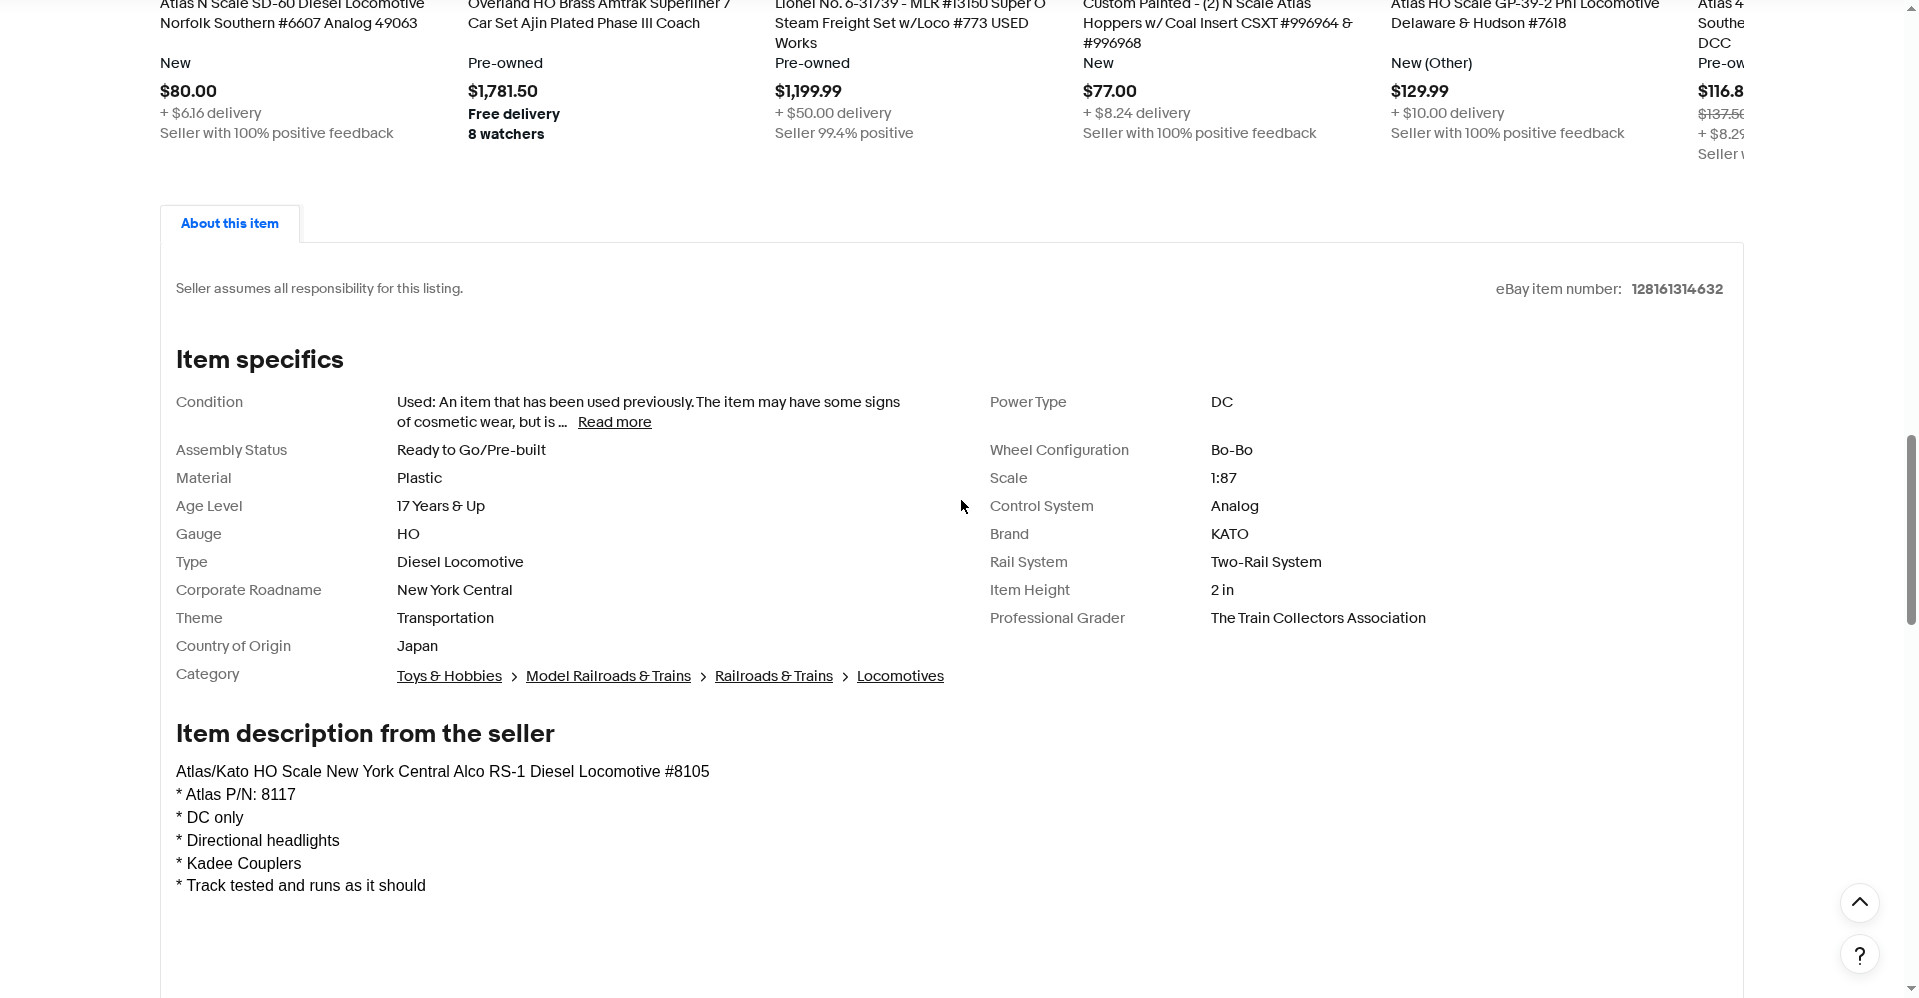 Atlas N Scale SD-60 Diesel Locomotive
Norfolk Southern #6607 Analog 49063
New
$80.00
+ $6.16 delivery
Seller with 100% positive feedback
Overland HO Brass Amtrak Superliner 7
Car Set Ajin Plated Phase III Coach
Pre-owned
$1,781.50
Free delivery
8 watchers
Lionel No. 6-31739 - MLR #13150 Super O
Steam Freight Set w/Loco #773 USED
Works
Pre-owned
$1,199.99
+ $50.00 delivery
Seller 99.4% positive
Custom Painted - (2) N Scale Atlas
Hoppers w/ Coal Insert CSXT #996964 &
#996968
New
$77.00
+ $8.24 delivery
Seller with 100% positive feedback
Atlas HO Scale GP-39-2 Ph1 Locomotive
Delaware & Hudson #7618
New (Other)
$129.99
+ $10.00 delivery
Seller with 100% positive feedback
Atlas 4
Southe
DCC
Pre-ow
$116.8
$137.50
+ $8.29
Seller w
About this item
Seller assumes all responsibility for this listing.
eBay item number: 128161314632
Item specifics
Condition
Used: An item that has been used previously. The item may have some signs
of cosmetic wear, but is ... Read more
Power Type
DC
Assembly Status
Ready to Go/Pre-built
Wheel Configuration
Bo-Bo
Material
Plastic
Scale
1:87
Age Level
17 Years & Up
Control System
Analog
Gauge
HO
Brand
KATO
Type
Diesel Locomotive
Rail System
Two-Rail System
Corporate Roadname
New York Central
Item Height
2 in
Theme
Transportation
Professional Grader
The Train Collectors Association
Country of Origin
Japan
Category
Toys & Hobbies > Model Railroads & Trains > Railroads & Trains > Locomotives
Item description from the seller
Atlas/Kato HO Scale New York Central Alco RS-1 Diesel Locomotive #8105
* Atlas P/N: 8117
* DC only
* Directional headlights
* Kadee Couplers
* Track tested and runs as it should
?